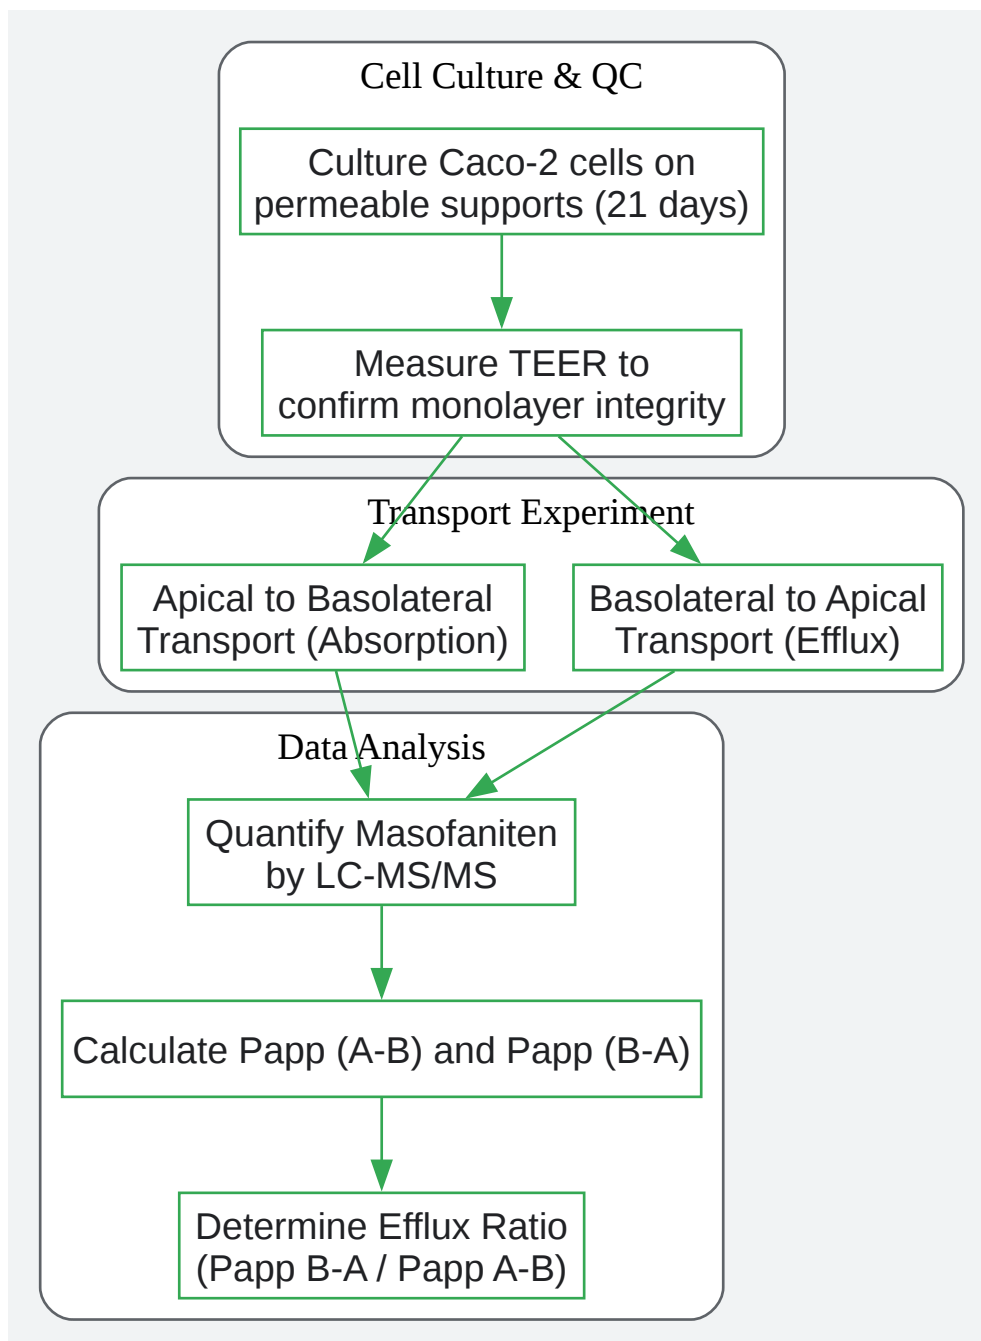 Cell Culture & QC
Culture Caco-2 cells on
permeable supports (21 days)
Measure TEER to
confirm monolayer integrity
Transport Experiment
Apical to Basolateral
Transport (Absorption)
Basolateral to Apical
Transport (Efflux)
Data Analysis
Quantify Masofaniten
by LC-MS/MS
Calculate Papp (A-B) and Papp (B-A)
Determine Efflux Ratio
(Papp B-A / Papp A-B)